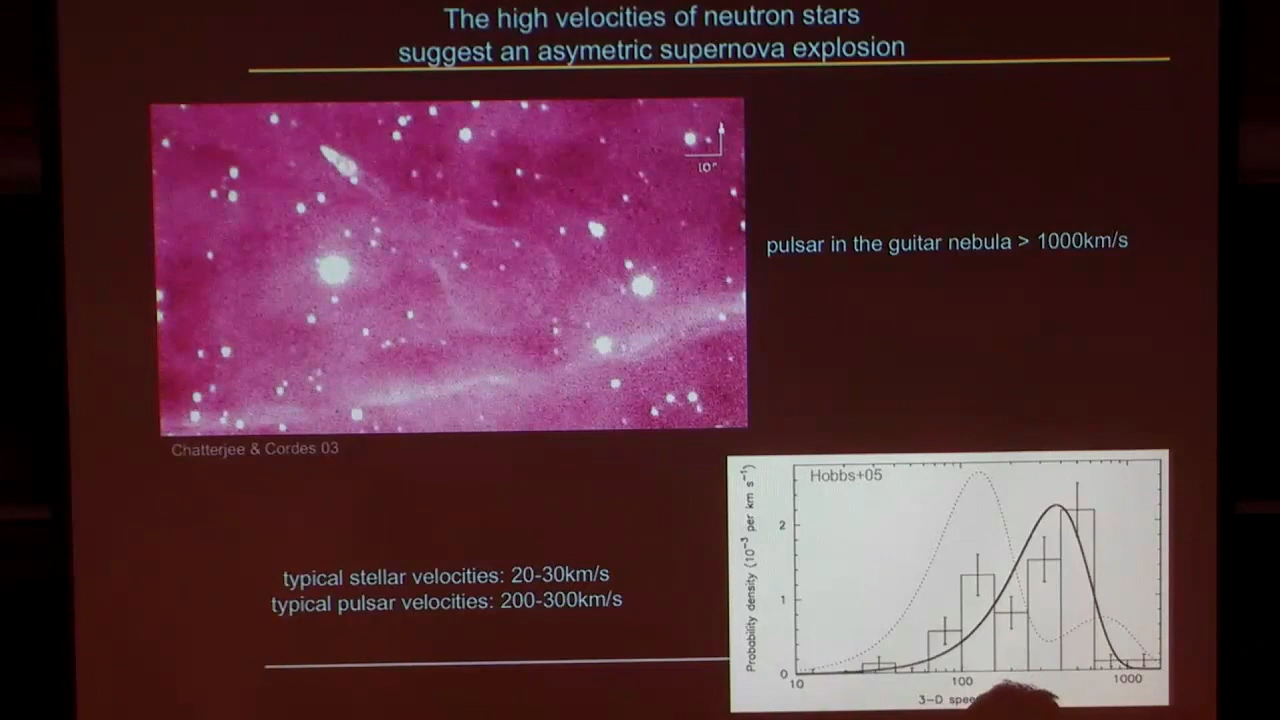 The high velocities of neutron stars
suggest an asymetric supernova explosion
10"
pulsar in the guitar nebula > 1000km/s
Chatterjee & Cordes 03
typical stellar velocities: 20-30km/s
typical pulsar velocities: 200-300km/s
Hobbs+05
Probability density (10⁻³ per km s⁻¹)
2
1
0
10
100
1000
3-D